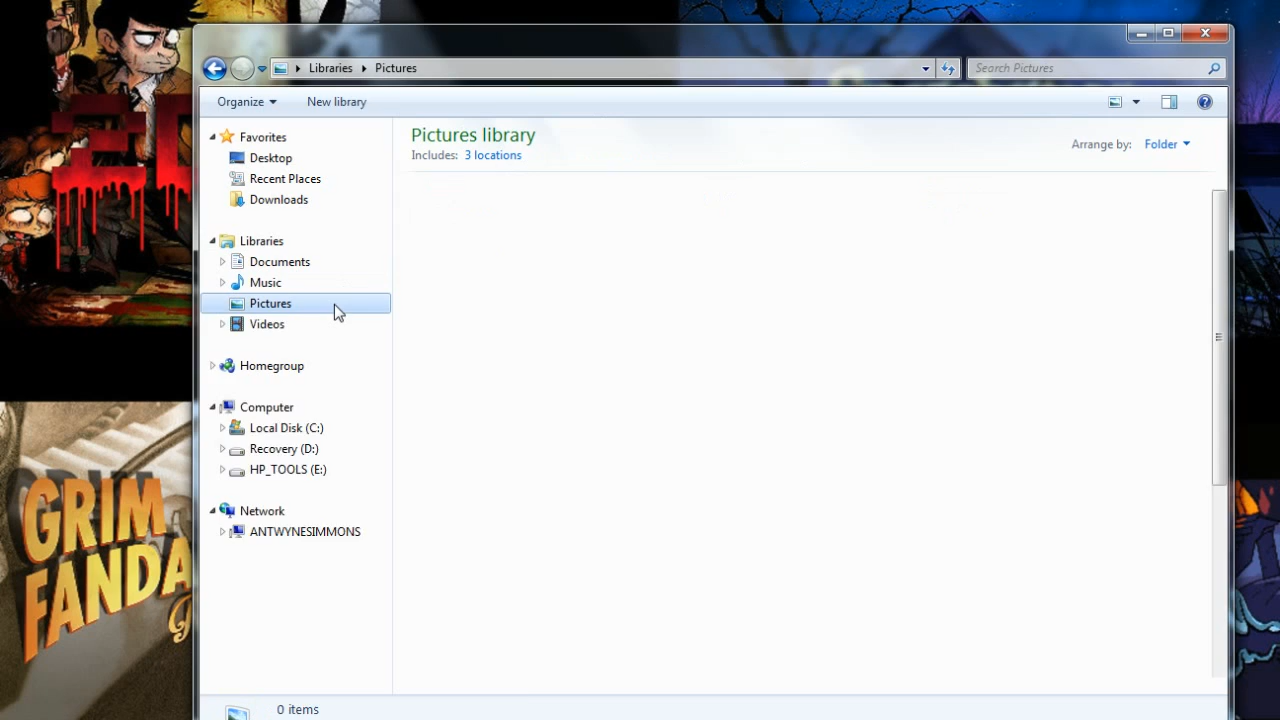 Libraries
Pictures
Search Pictures
Organize
New library
Favorites
Desktop
Recent Places
Downloads
Libraries
Documents
Music
Pictures
Videos
Homegroup
Computer
Local Disk (C:)
Recovery (D:)
HP_TOOLS (E:)
Network
ANTWYNESIMMONS
Pictures library
Includes: 3 locations
Arrange by: Folder
0 items
GRIM